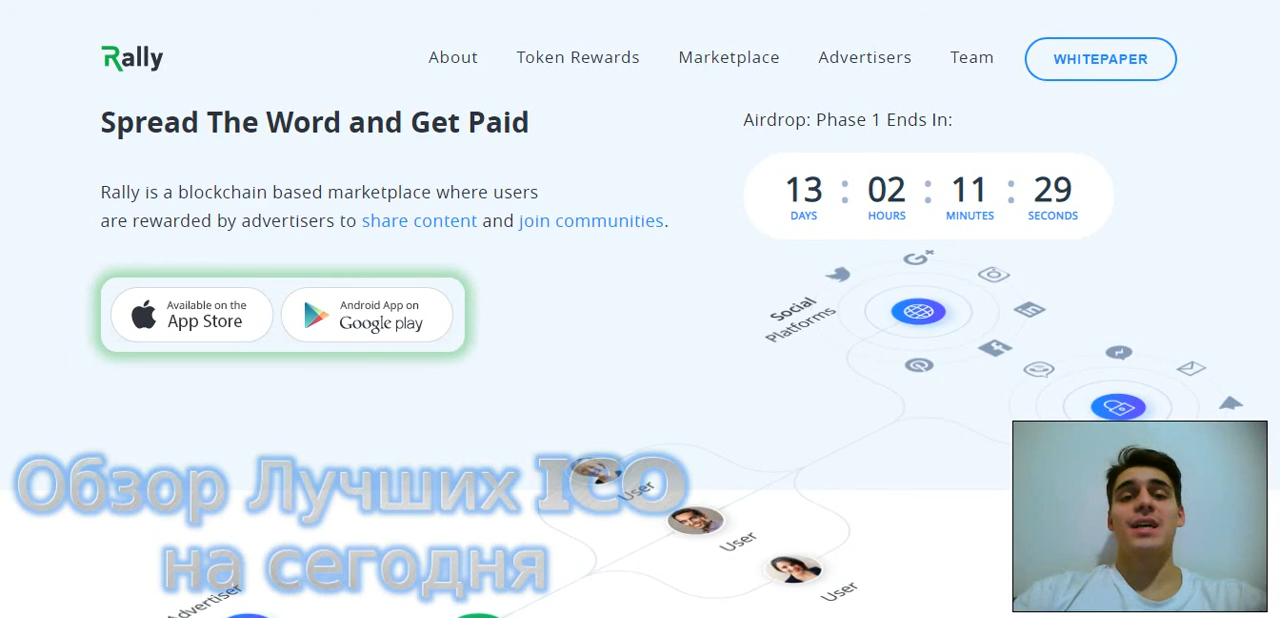 Rally
About
Token Rewards
Marketplace
Advertisers
Team
WHITEPAPER
Spread The Word and Get Paid
Airdrop: Phase 1 Ends In:
13 : 02 : 11 : 29
DAYS HOURS MINUTES SECONDS
Rally is a blockchain based marketplace where users
are rewarded by advertisers to share content and join communities.
Available on the
App Store
Android App on
Google play
G+
Social
Platforms
Обзор Лучших ICO
на сегодня
User
User
User
Advertiser